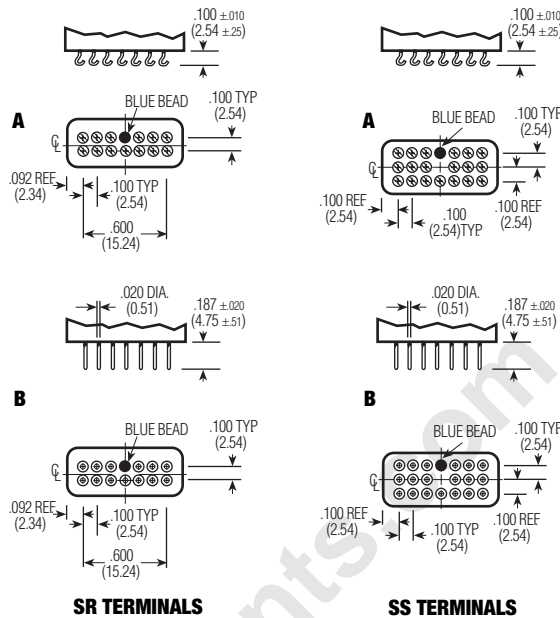 .100 ±.010
(2.54 ±.25)
BLUE BEAD
.100 TYP
(2.54)
A
℄
.092 REF
(2.34)
.100 TYP
(2.54)
.600
(15.24)
.100 ±.010
(2.54 ±.25)
BLUE BEAD
.100 TYP
(2.54)
A
℄
.100 REF
(2.54)
.100
(2.54)TYP.
.100 REF
(2.54)
.020 DIA.
(0.51)
.187 ±.020
(4.75 ±.51)
B
BLUE BEAD
.100 TYP
(2.54)
℄
.092 REF
(2.34)
.100 TYP
(2.54)
.600
(15.24)
.020 DIA.
(0.51)
.187 ±.020
(4.75 ±.51)
B
BLUE BEAD
.100 TYP
(2.54)
℄
.100 REF
(2.54)
.100 TYP
(2.54)
.100 REF
(2.54)
SR TERMINALS
SS TERMINALS